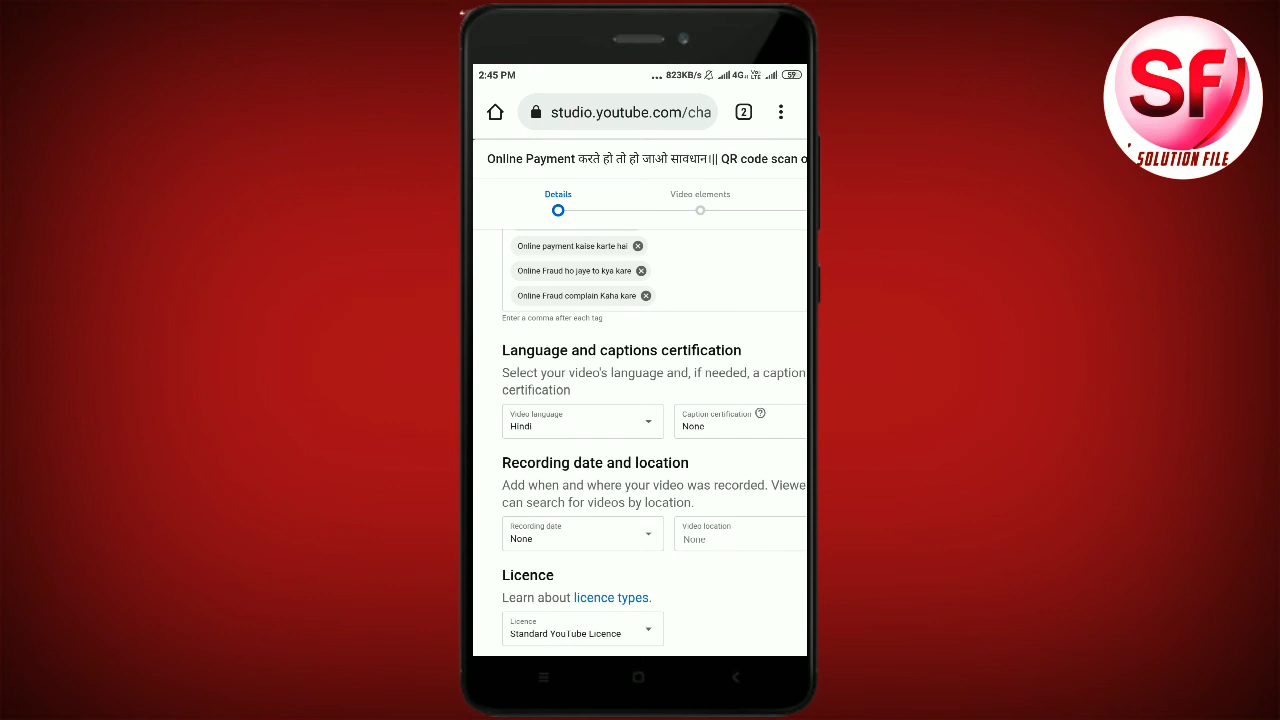 SF
SOLUTION FILE
2:45 PM
... 823KB/s 4G VoLTE 59
studio.youtube.com/cha
2
Online Payment करते हो तो हो जाओ सावधान।|| QR code scan o
Details
Video elements
Online payment kaise karte hai
Online Fraud ho jaye to kya kare
Online Fraud complain Kaha kare
Enter a comma after each tag
Language and captions certification
Select your video's language and, if needed, a caption
certification
Video language
Hindi
Caption certification ?
None
Recording date and location
Add when and where your video was recorded. Viewe
can search for videos by location.
Recording date
None
Video location
None
Licence
Learn about licence types.
Licence
Standard YouTube Licence